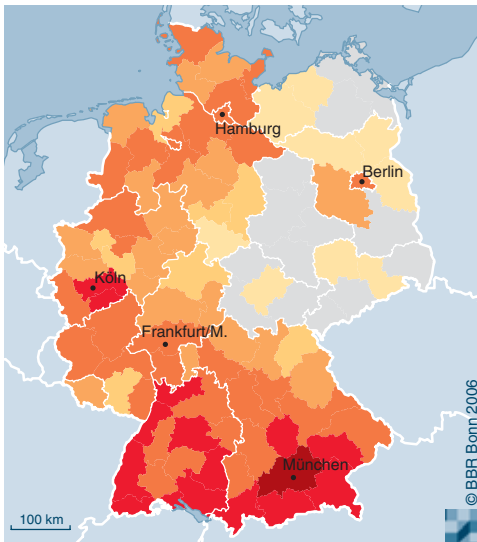 Hamburg
Berlin
Köln
Frankfurt/M.
München
100 km
© BBR Bonn 2006